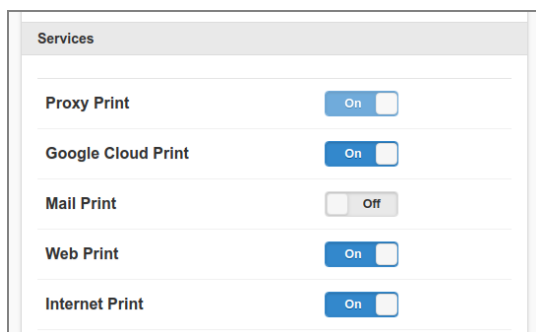 Services
Proxy Print On
Google Cloud Print On
Mail Print Off
Web Print On
Internet Print On